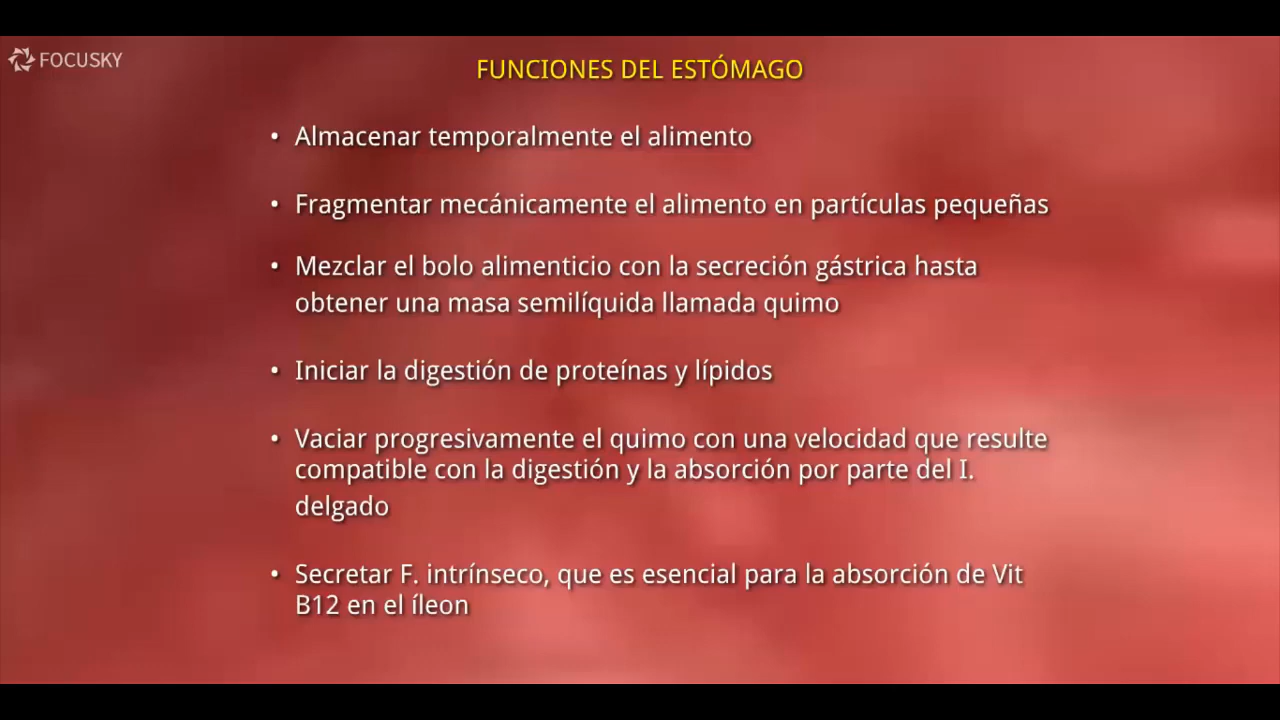 FOCUSKY
FUNCIONES DEL ESTÓMAGO
• Almacenar temporalmente el alimento
• Fragmentar mecánicamente el alimento en partículas pequeñas
• Mezclar el bolo alimenticio con la secreción gástrica hasta
obtener una masa semilíquida llamada quimo
• Iniciar la digestión de proteínas y lípidos
• Vaciar progresivamente el quimo con una velocidad que resulte
compatible con la digestión y la absorción por parte del I.
delgado
• Secretar F. intrínseco, que es esencial para la absorción de Vit
B12 en el íleon